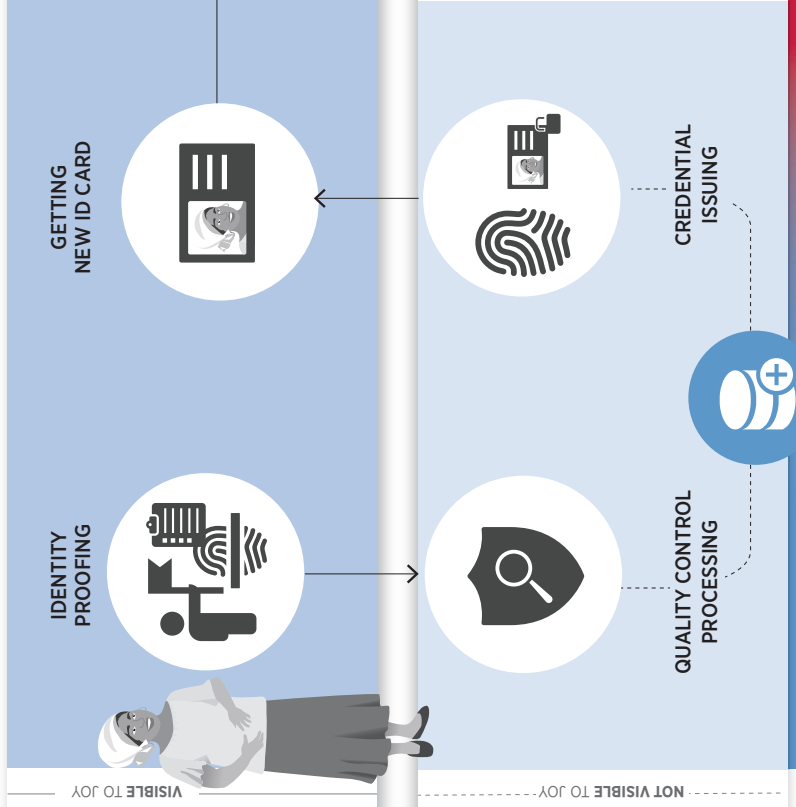 IDENTITY
PROOFING
GETTING
NEW ID CARD
VISIBLE TO JOY
QUALITY CONTROL
PROCESSING
CREDENTIAL
ISSUING
NOT VISIBLE TO JOY